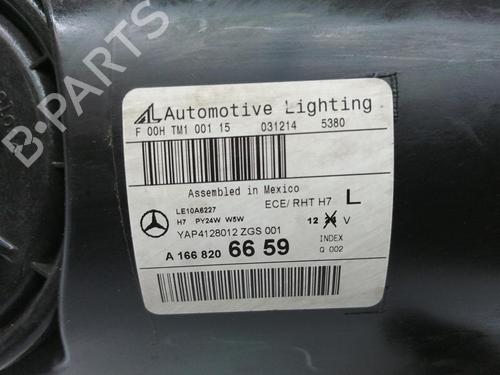 B-PARTS
AL Automotive Lighting
F 00H TM1 001 15 031214 5380
Assembled in Mexico
LE10A6227 ECE/ RHT H7 L
H7 PY24W W5W 12 V
YAP4128012 ZGS 001 INDEX
A 166 820 66 59 Q 002